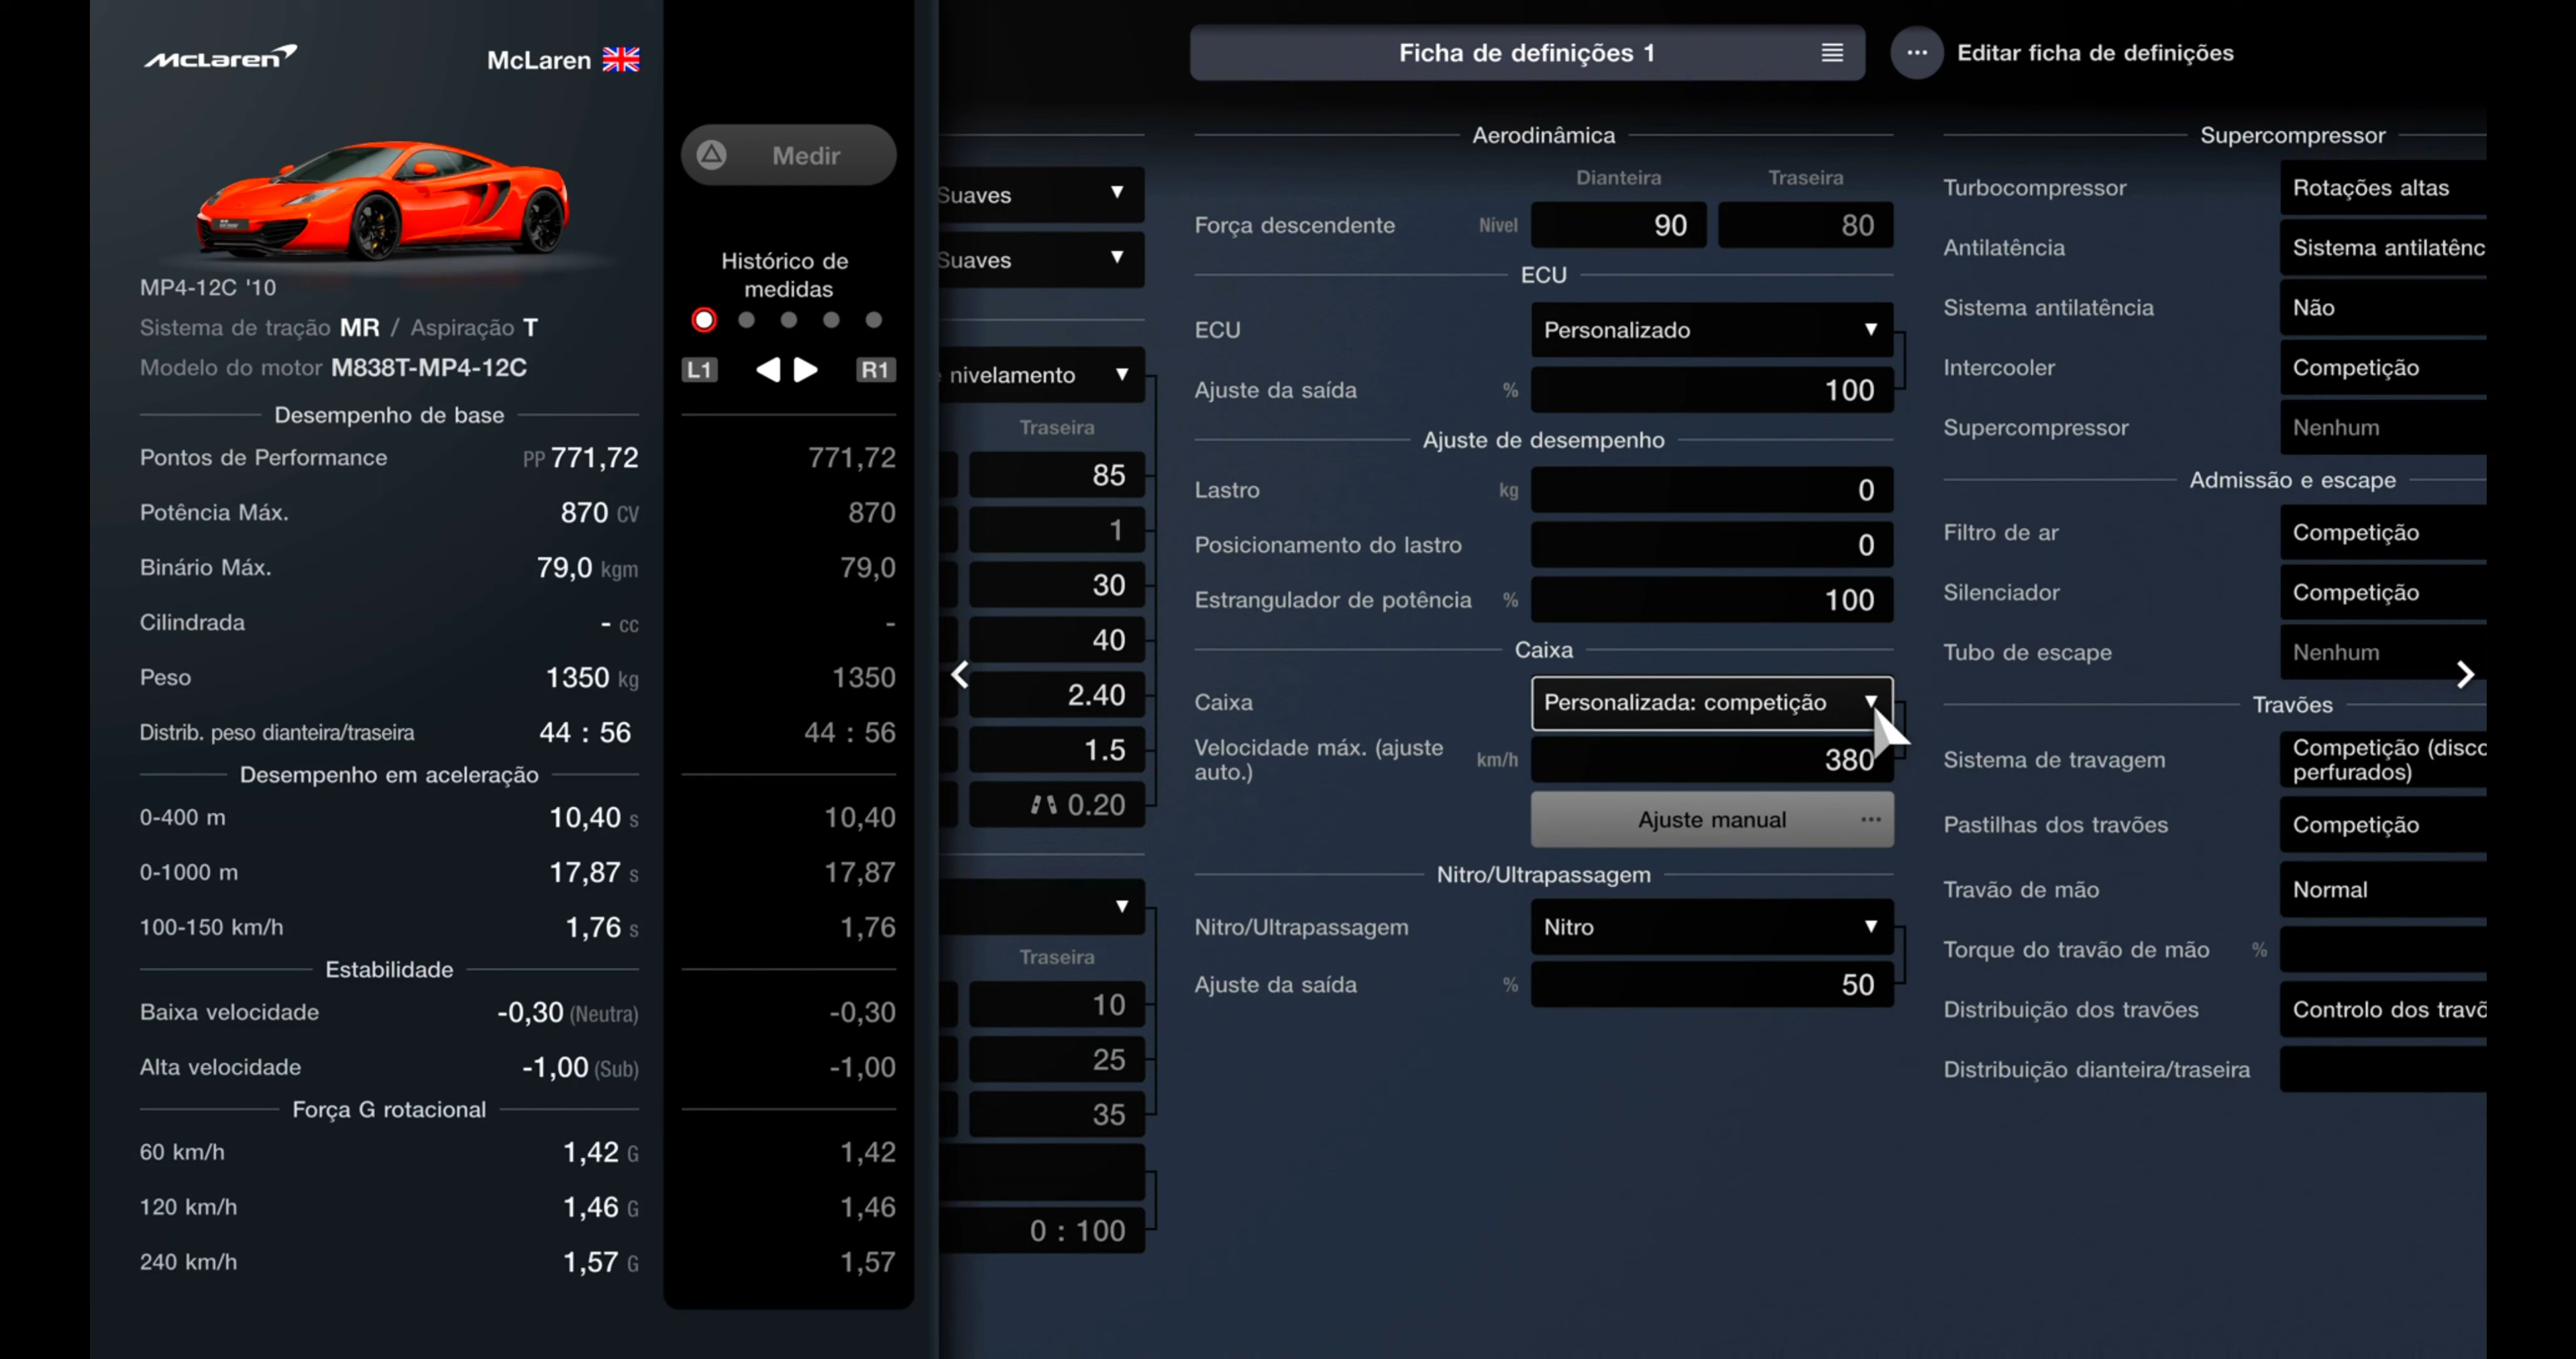 McLaren
McLaren
MP4-12C '10
Sistema de tração MR / Aspiração T
Modelo do motor M838T-MP4-12C
Desempenho de base
Pontos de Performance PP 771,72
Potência Máx. 870 CV
Binário Máx. 79,0 kgm
Cilindrada - cc
Peso 1350 kg
Distrib. peso dianteira/traseira 44 : 56
Desempenho em aceleração
0-400 m 10,40 s
0-1000 m 17,87 s
100-150 km/h 1,76 s
Estabilidade
Baixa velocidade -0,30 (Neutra)
Alta velocidade -1,00 (Sub)
Força G rotacional
60 km/h 1,42 G
120 km/h 1,46 G
240 km/h 1,57 G
Medir
Histórico de
medidas
L1 R1
771,72
870
79,0
-
1350
44 : 56
10,40
17,87
1,76
-0,30
-1,00
1,42
1,46
1,57
Suaves
Suaves
nivelamento
Traseira
85
1
30
40
2.40
1.5
0.20
Traseira
10
25
35
0 : 100
Ficha de definições 1
Editar ficha de definições
Aerodinâmica
Dianteira Traseira
Força descendente Nível 90 80
ECU
ECU Personalizado
Ajuste da saída % 100
Ajuste de desempenho
Lastro kg 0
Posicionamento do lastro 0
Estrangulador de potência % 100
Caixa
Caixa Personalizada: competição
Velocidade máx. (ajuste
auto.) km/h 380
Ajuste manual ...
Nitro/Ultrapassagem
Nitro/Ultrapassagem Nitro
Ajuste da saída % 50
Supercompressor
Turbocompressor Rotações altas
Antilatência Sistema antilatênc
Sistema antilatência Não
Intercooler Competição
Supercompressor Nenhum
Admissão e escape
Filtro de ar Competição
Silenciador Competição
Tubo de escape Nenhum
Travões
Sistema de travagem Competição (disco
perfurados)
Pastilhas dos travões Competição
Travão de mão Normal
Torque do travão de mão %
Distribuição dos travões Controlo dos travõ
Distribuição dianteira/traseira